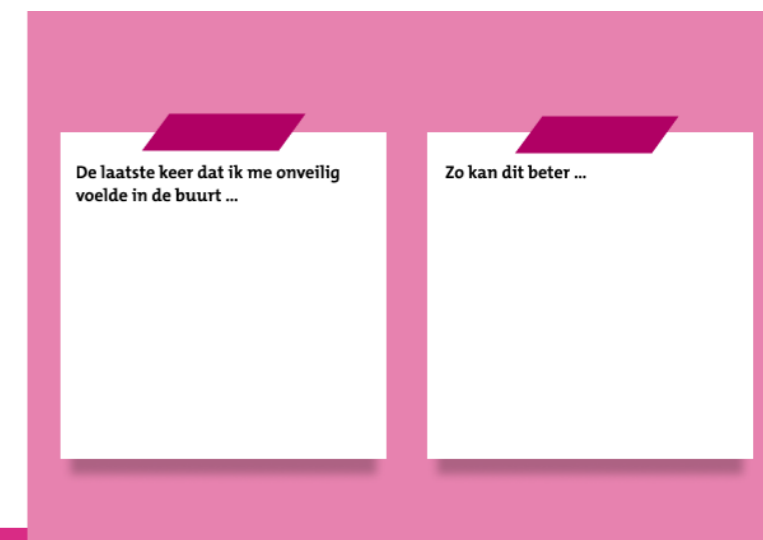 De laatste keer dat ik me onveilig
voelde in de buurt ...
Zo kan dit beter ...